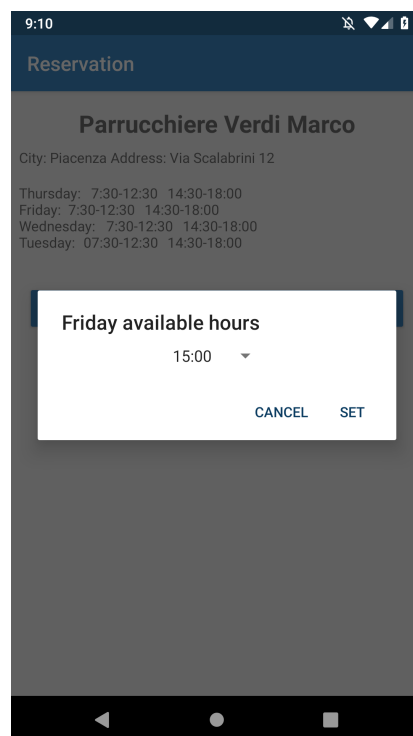 9:10
Reservation
Parrucchiere Verdi Marco
City: Piacenza Address: Via Scalabrini 12
Thursday: 7:30-12:30 14:30-18:00
Friday: 7:30-12:30 14:30-18:00
Wednesday: 7:30-12:30 14:30-18:00
Tuesday: 07:30-12:30 14:30-18:00
Friday available hours
15:00
CANCEL SET